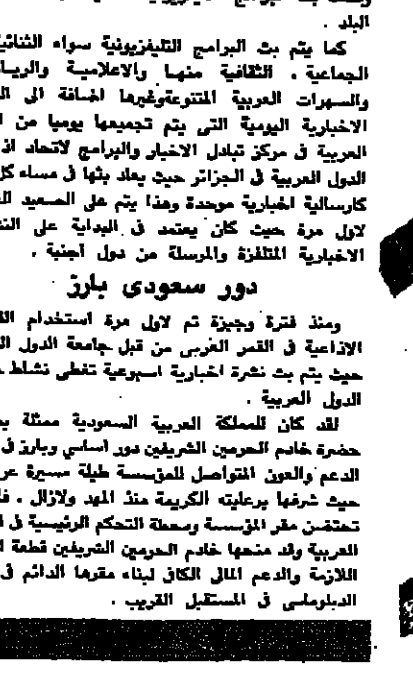 البلد .
كما يتم بث البرامج التليفزيونية سواء الثنائية
الجماعية . الثقافية منها والاعلامية
والسهرات العربية المتنوعةوغيرها اضافة الى
الاخبارية اليومية التى يتم تجميعها يوميا من
العربية فى مركز تبادل الاخبار والبرامج لاتحاد
الدول العربية فى الجزائر حيث يعاد بثها فى مساء كل
كارسالية اخبارية موحدة وهذا يتم على الصعيد
لاول مرة حيث كان يعتمد فى البداية على
الاخبارية المتلفزة والمرسلة من دول اجنبية .
دور سعودى بارز
ومنذ فترة وجيزة تم لاول مرة استخدام
الاذاعية فى القمر العربى من قبل جامعة الدول
حيث يتم بث نشرة اخبارية اسبوعية تغطى نشاط
الدول العربية .
لقد كان للمملكة العربية السعودية ممثلة
حضرة خادم الحرمين الشريفين دور اساسي وبارز فى
الدعم والعون المتواصل للمؤسسة طيلة مسيرة
حيث شرفها برعايته الكريمة منذ المهد ولازال .
تحتضن مقر المؤسسة ومحطة التحكم الرئيسية فى
العربية وقد منحها خادم الحرمين الشريفين قطعة
اللازمة والدعم المالى الكافى لبناء مقرها الدائم فى
الدبلوماسى فى المستقبل القريب .